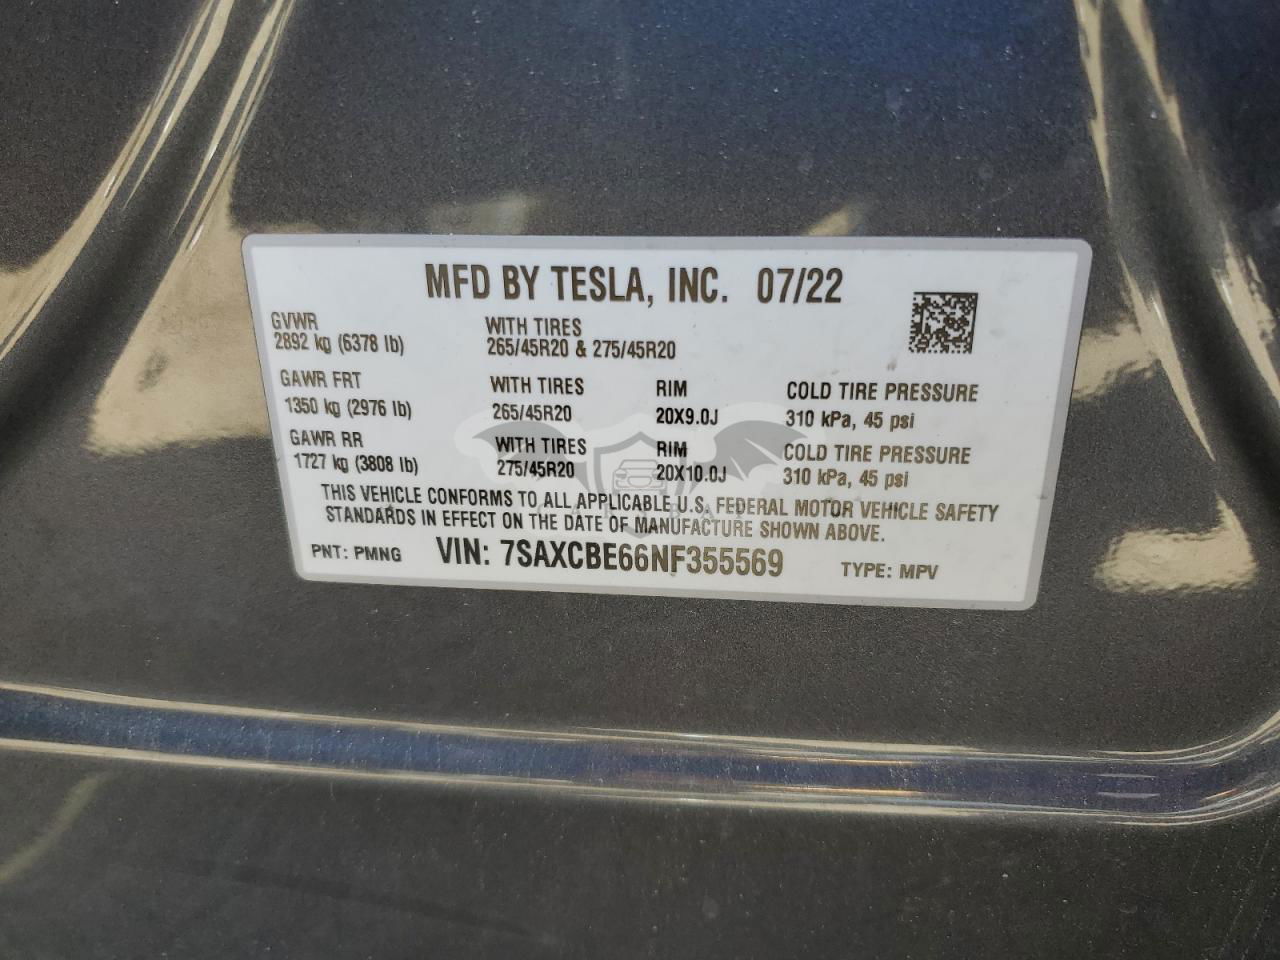 MFD BY TESLA, INC. 07/22
GVWR WITH TIRES
2892 kg (6378 lb) 265/45R20 & 275/45R20
GAWR FRT WITH TIRES RIM COLD TIRE PRESSURE
1350 kg (2976 lb) 265/45R20 20X9.0J 310 kPa, 45 psi
GAWR RR WITH TIRES RIM COLD TIRE PRESSURE
1727 kg (3808 lb) 275/45R20 20X10.0J 310 kPa, 45 psi
THIS VEHICLE CONFORMS TO ALL APPLICABLE U.S. FEDERAL MOTOR VEHICLE SAFETY
STANDARDS IN EFFECT ON THE DATE OF MANUFACTURE SHOWN ABOVE.
PNT: PMNG VIN: 7SAXCBE66NF355569 TYPE: MPV